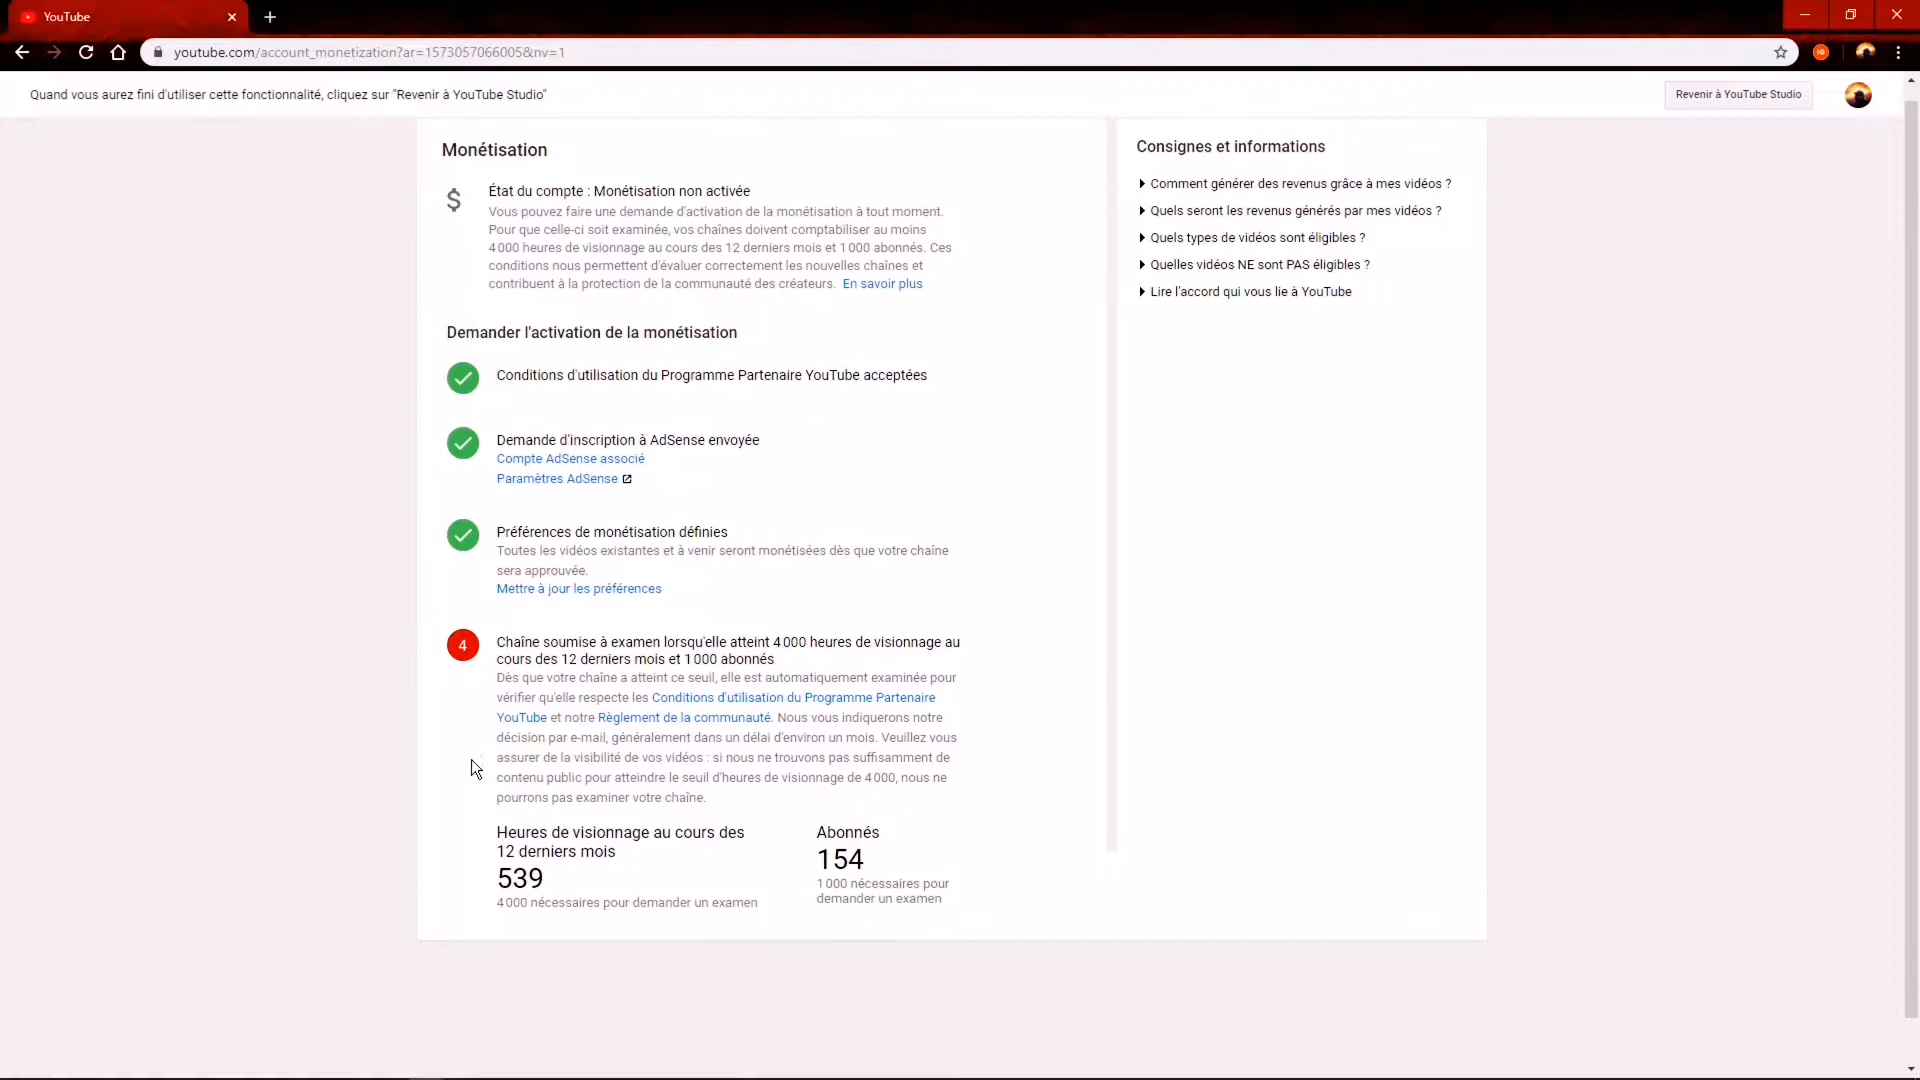 YouTube
youtube.com/account_monetization?ar=1573057066005&nv=1
Quand vous aurez fini d'utiliser cette fonctionnalité, cliquez sur "Revenir à YouTube Studio"
Revenir à YouTube Studio
Monétisation
État du compte : Monétisation non activée
Vous pouvez faire une demande d'activation de la monétisation à tout moment.
Pour que celle-ci soit examinée, vos chaînes doivent comptabiliser au moins
4 000 heures de visionnage au cours des 12 derniers mois et 1 000 abonnés. Ces
conditions nous permettent d'évaluer correctement les nouvelles chaînes et
contribuent à la protection de la communauté des créateurs. En savoir plus
Demander l'activation de la monétisation
Conditions d'utilisation du Programme Partenaire YouTube acceptées
Demande d'inscription à AdSense envoyée
Compte AdSense associé
Paramètres AdSense
Préférences de monétisation définies
Toutes les vidéos existantes et à venir seront monétisées dès que votre chaîne
sera approuvée.
Mettre à jour les préférences
4
Chaîne soumise à examen lorsqu'elle atteint 4 000 heures de visionnage au
cours des 12 derniers mois et 1 000 abonnés
Dès que votre chaîne a atteint ce seuil, elle est automatiquement examinée pour
vérifier qu'elle respecte les Conditions d'utilisation du Programme Partenaire
YouTube et notre Règlement de la communauté. Nous vous indiquerons notre
décision par e-mail, généralement dans un délai d'environ un mois. Veuillez vous
assurer de la visibilité de vos vidéos : si nous ne trouvons pas suffisamment de
contenu public pour atteindre le seuil d'heures de visionnage de 4 000, nous ne
pourrons pas examiner votre chaîne.
Heures de visionnage au cours des
12 derniers mois
539
4 000 nécessaires pour demander un examen
Abonnés
154
1 000 nécessaires pour
demander un examen
Consignes et informations
Comment générer des revenus grâce à mes vidéos ?
Quels seront les revenus générés par mes vidéos ?
Quels types de vidéos sont éligibles ?
Quelles vidéos NE sont PAS éligibles ?
Lire l'accord qui vous lie à YouTube